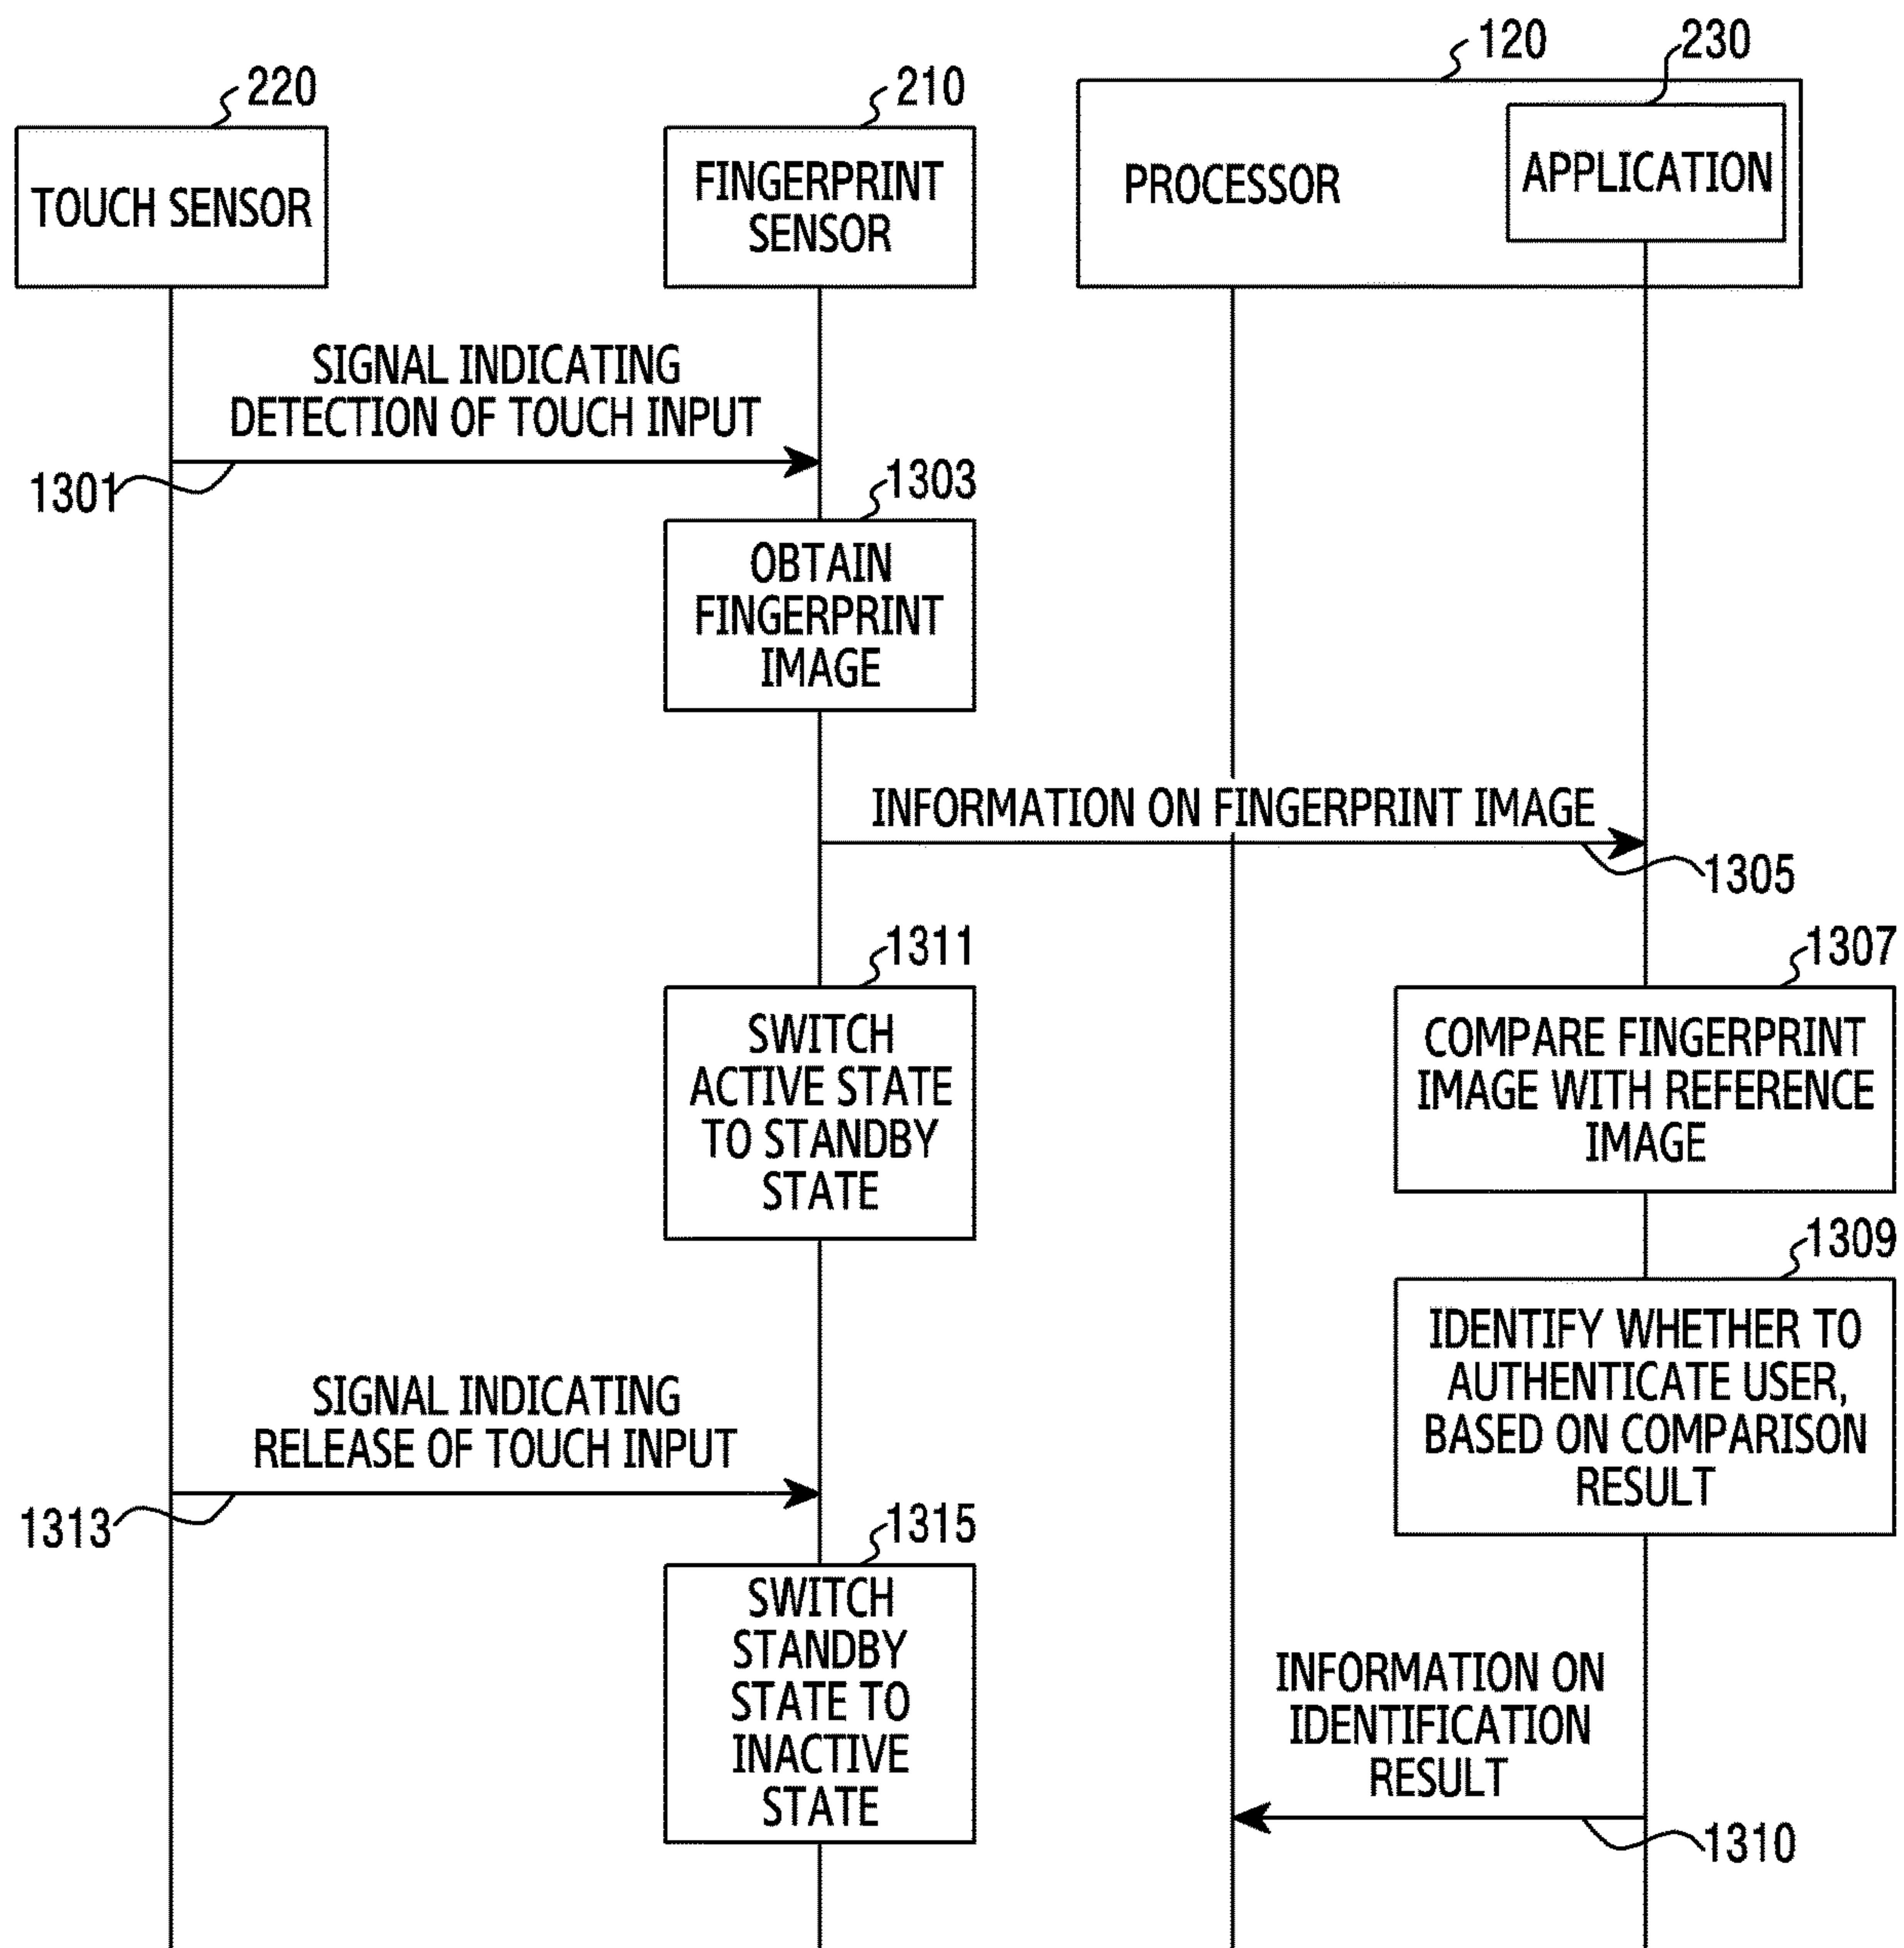 120
230
220
210
TOUCH SENSOR
FINGERPRINT
SENSOR
PROCESSOR
APPLICATION
SIGNAL INDICATING
DETECTION OF TOUCH INPUT
1301
1303
OBTAIN
FINGERPRINT
IMAGE
INFORMATION ON FINGERPRINT IMAGE
1305
1311
SWITCH
ACTIVE STATE
TO STANDBY
STATE
1307
COMPARE FINGERPRINT
IMAGE WITH REFERENCE
IMAGE
1309
IDENTIFY WHETHER TO
AUTHENTICATE USER,
BASED ON COMPARISON
RESULT
SIGNAL INDICATING
RELEASE OF TOUCH INPUT
1313
1315
SWITCH
STANDBY
STATE TO
INACTIVE
STATE
INFORMATION ON
IDENTIFICATION
RESULT
1310